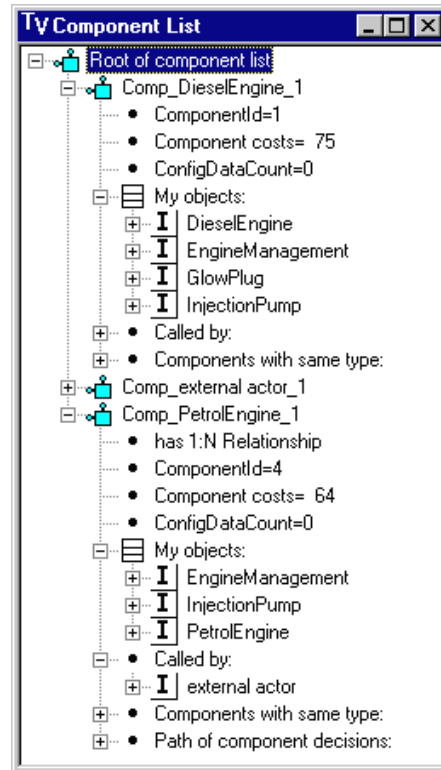 TV Component List
Root of component list
Comp_DieselEngine_1
ComponentId=1
Component costs= 75
ConfigDataCount=0
My objects:
I DieselEngine
I EngineManagement
I GlowPlug
I InjectionPump
Called by:
Components with same type:
Comp_external actor_1
Comp_PetrolEngine_1
has 1:N Relationship
ComponentId=4
Component costs= 64
ConfigDataCount=0
My objects:
I EngineManagement
I InjectionPump
I PetrolEngine
Called by:
I external actor
Components with same type:
Path of component decisions: